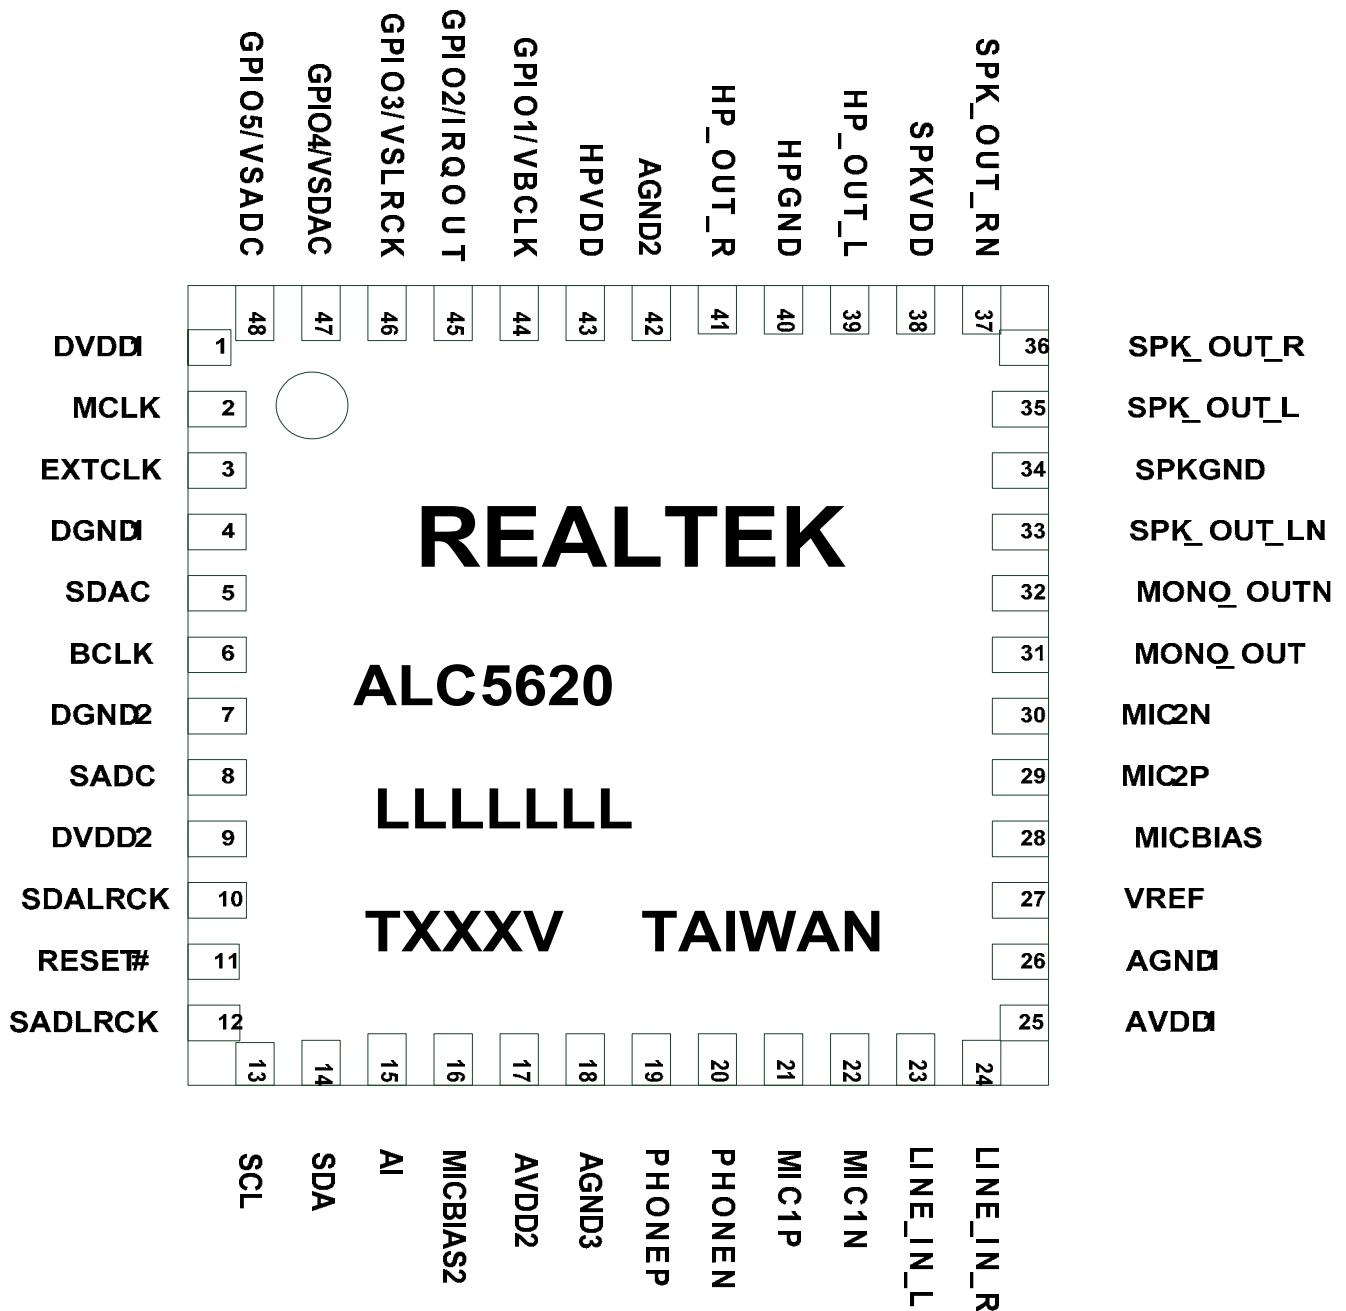 GPIO5/VSADC
GPIO4/VSDAC
GPIO3/VSLRCK
GPIO2/IRQOUT
GPIO1/VBCLK
HPVDD
AGND2
HP_OUT_R
HPGND
HP_OUT_L
SPKVDD
SPK_OUT_RN
48 47 46 45 44 43 42 41 40 39 38 37
DVDD1 1
MCLK 2
EXTCLK 3
DGND1 4
SDAC 5
BCLK 6
DGND2 7
SADC 8
DVDD2 9
SDALRCK 10
RESET# 11
SADLRCK 12
REALTEK
ALC5620
LLLLLLL
TXXXV TAIWAN
36 SPK_OUT_R
35 SPK_OUT_L
34 SPKGND
33 SPK_OUT_LN
32 MONO_OUTN
31 MONO_OUT
30 MIC2N
29 MIC2P
28 MICBIAS
27 VREF
26 AGND1
25 AVDD1
13 14 15 16 17 18 19 20 21 22 23 24
SCL
SDA
AI
MICBIAS2
AVDD2
AGND3
PHONEP
PHONEN
MIC1P
MIC1N
LINE_IN_L
LINE_IN_R